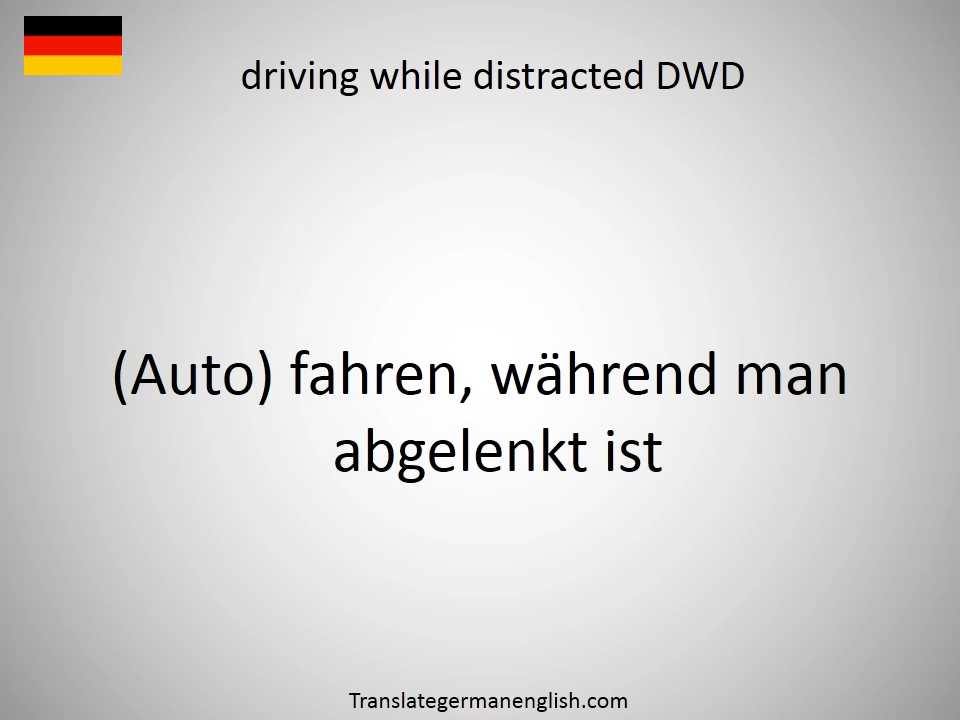 driving while distracted DWD
(Auto) fahren, während man
abgelenkt ist
Translategermanenglish.com